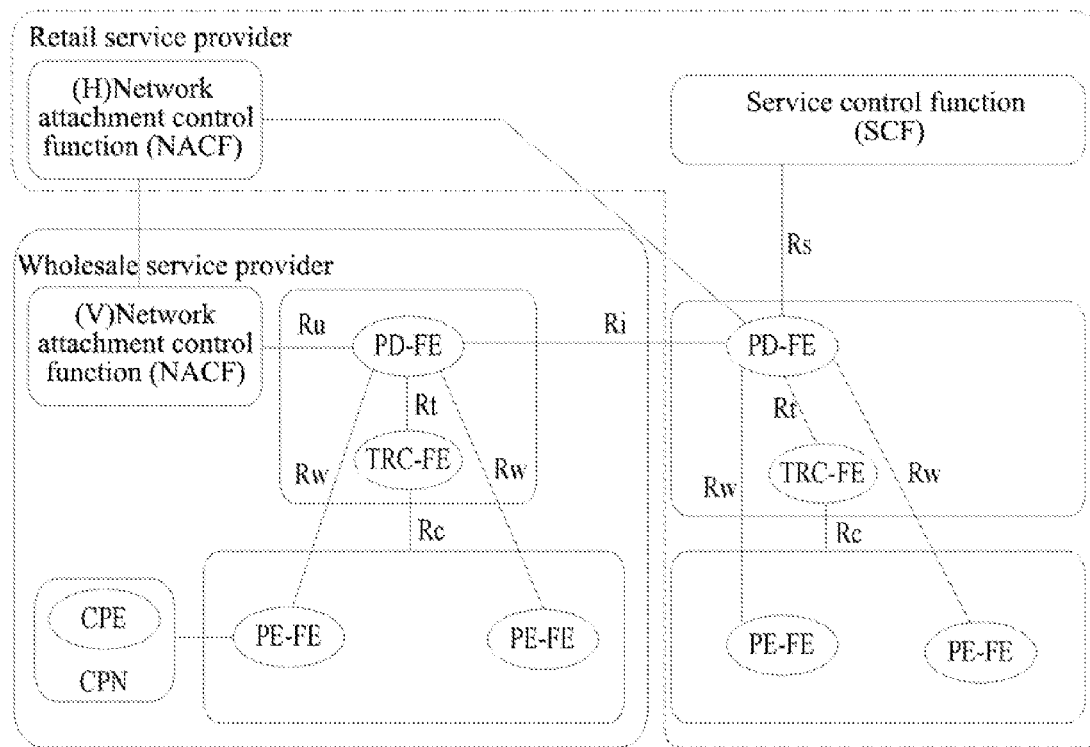 Retail service provider
(H)Network
attachment control
function (NACF)
Service control function
(SCF)
Rs
Wholesale service provider
(V)Network
attachment control
function (NACF)
Ru
PD-FE
Ri
PD-FE
Rt
Rt
TRC-FE
TRC-FE
Rw
Rw
Rw
Rw
Rc
Rc
CPE
CPN
PE-FE
PE-FE
PE-FE
PE-FE